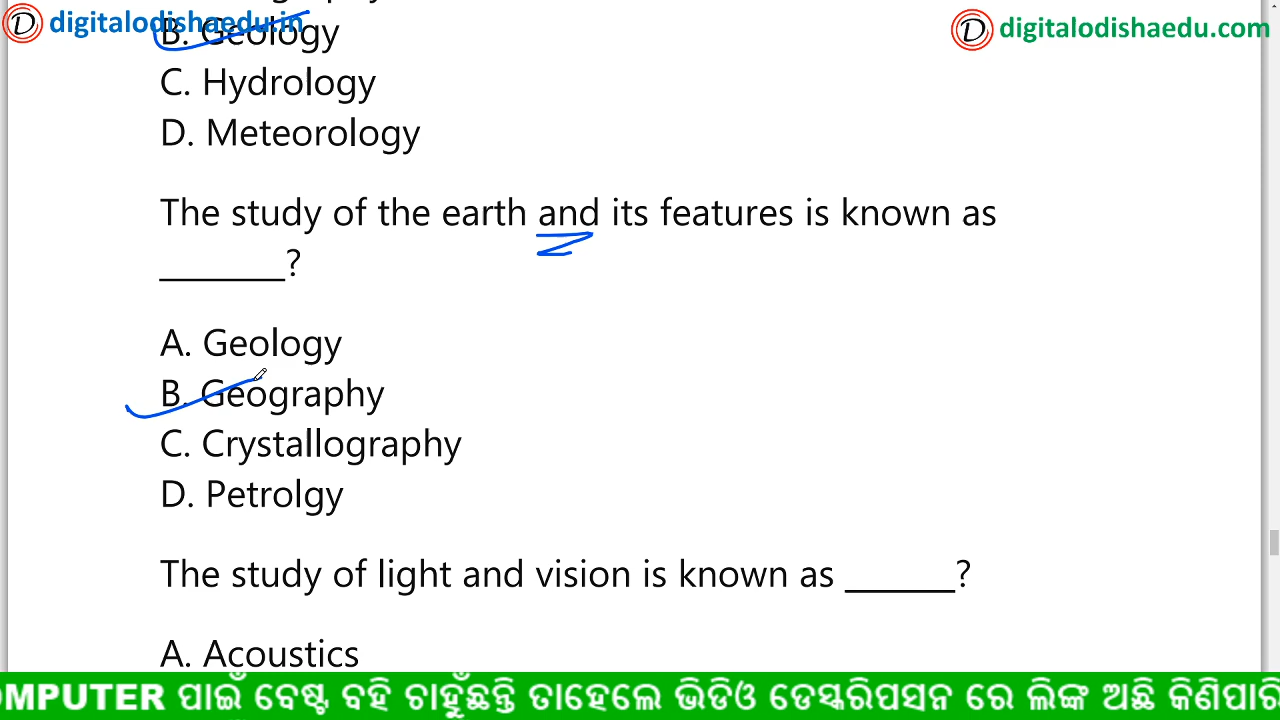 digitalodishaedu.in
digitalodishaedu.com
B. Geology
C. Hydrology
D. Meteorology
The study of the earth and its features is known as
_______?
A. Geology
B. Geography
C. Crystallography
D. Petrolgy
The study of light and vision is known as ______?
A. Acoustics
OMPUTER ପାଇଁ ବେଷ୍ଟ ବହି ଚାହୁଁଛନ୍ତି ତାହେଲେ ଭିଡିଓ ଡେସ୍କରିପସନ ରେ ଲିଙ୍କ ଅଛି କିଣିପାରି